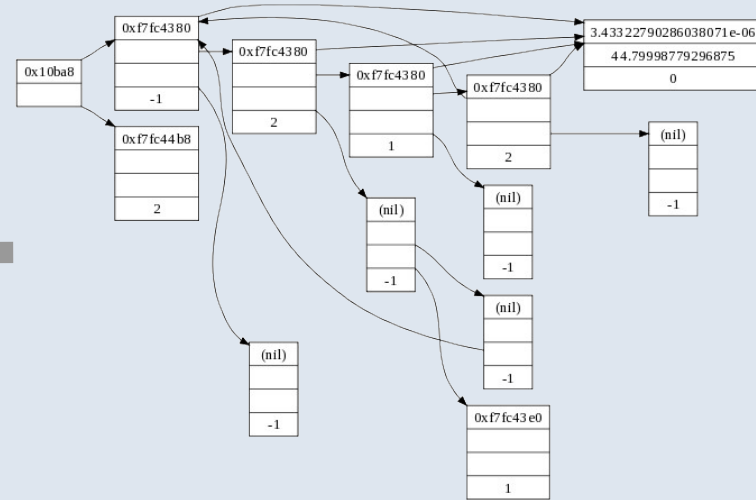 0x10ba8
0xf7fc4380
-1
0xf7fc44b8
2
0xf7fc4380
2
0xf7fc4380
1
0xf7fc4380
2
3.43322790286038071e-06
44.79998779296875
0
(nil)
-1
(nil)
-1
(nil)
-1
(nil)
-1
(nil)
-1
0xf7fc43e0
1